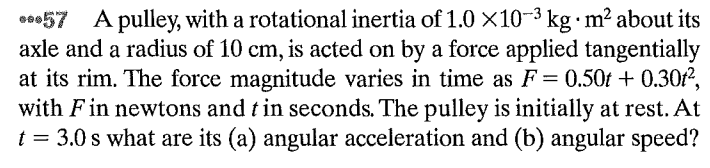 •••57 A pulley, with a rotational inertia of 1.0 ×10⁻³ kg · m² about its
axle and a radius of 10 cm, is acted on by a force applied tangentially
at its rim. The force magnitude varies in time as F = 0.50t + 0.30t²,
with F in newtons and t in seconds. The pulley is initially at rest. At
t = 3.0 s what are its (a) angular acceleration and (b) angular speed?